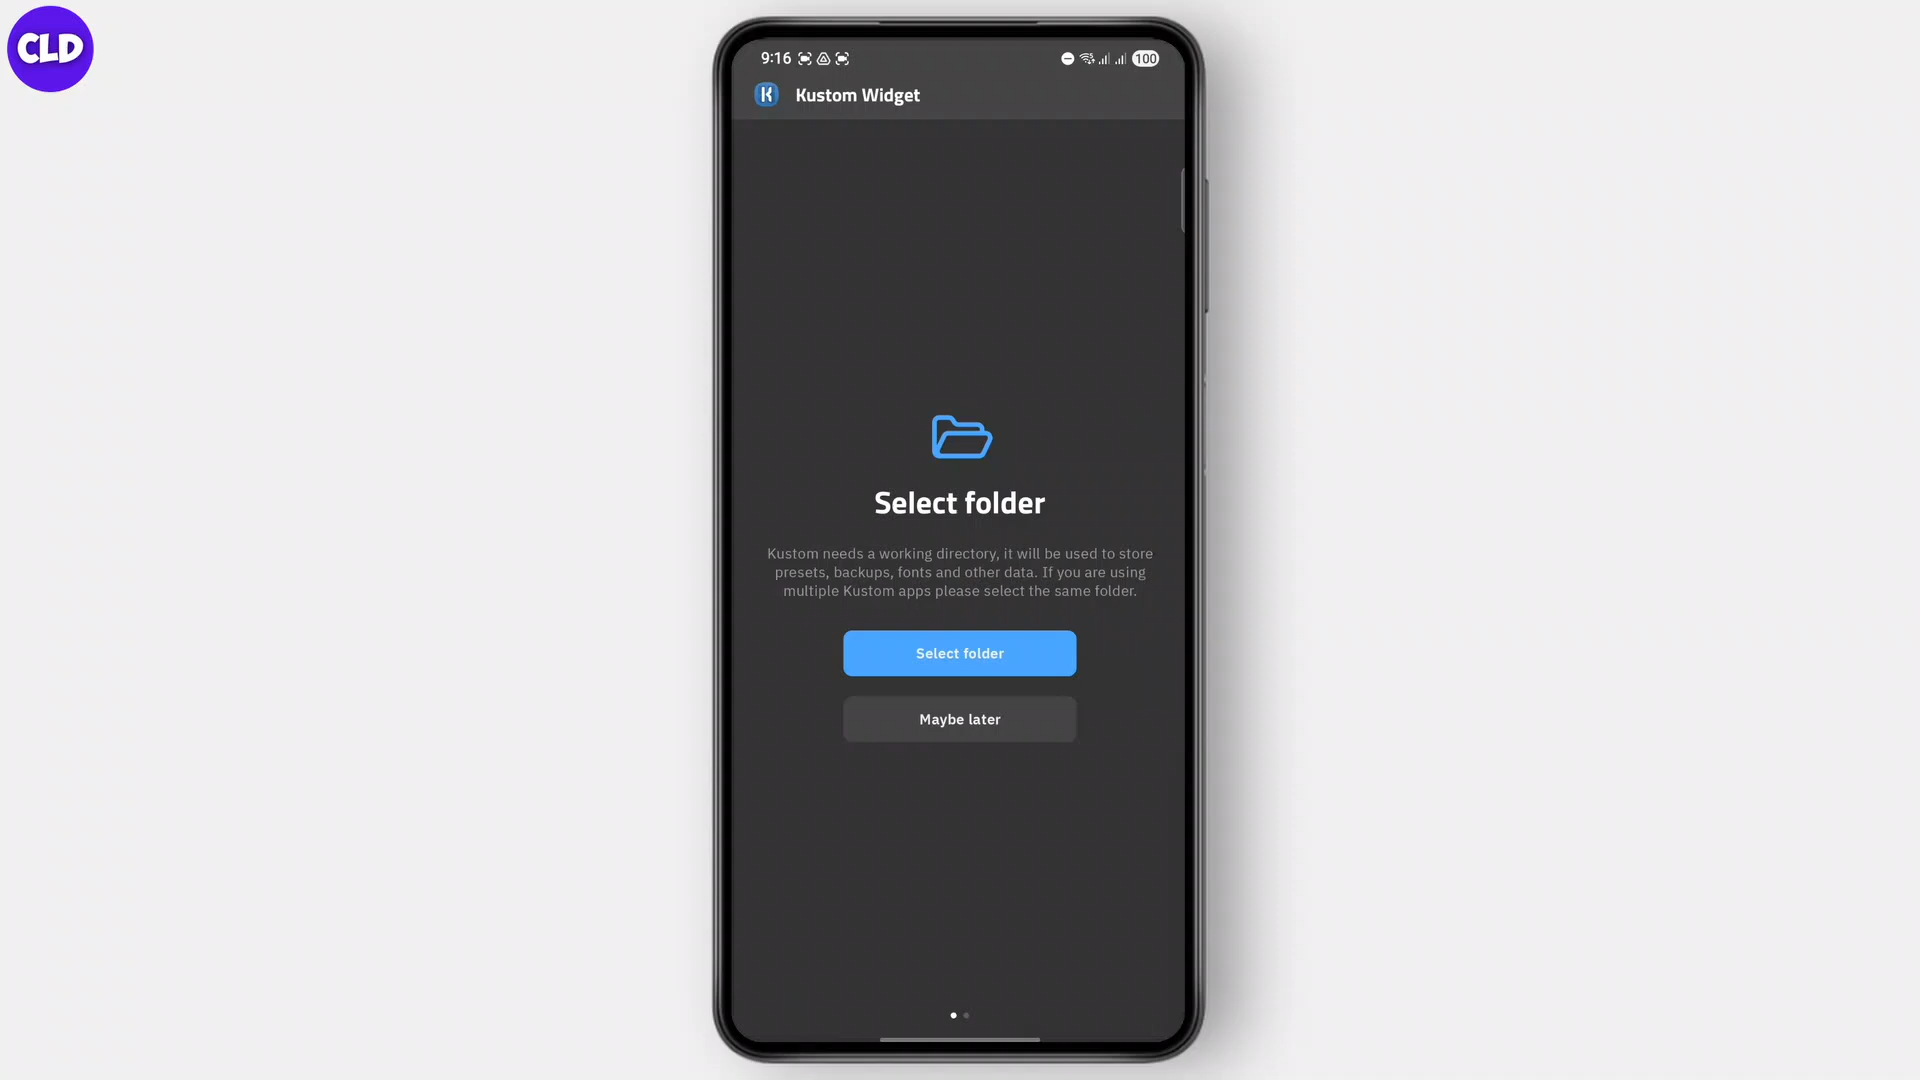 CLD
9:16
100
Kustom Widget
Select folder
Kustom needs a working directory, it will be used to store
presets, backups, fonts and other data. If you are using
multiple Kustom apps please select the same folder.
Select folder
Maybe later